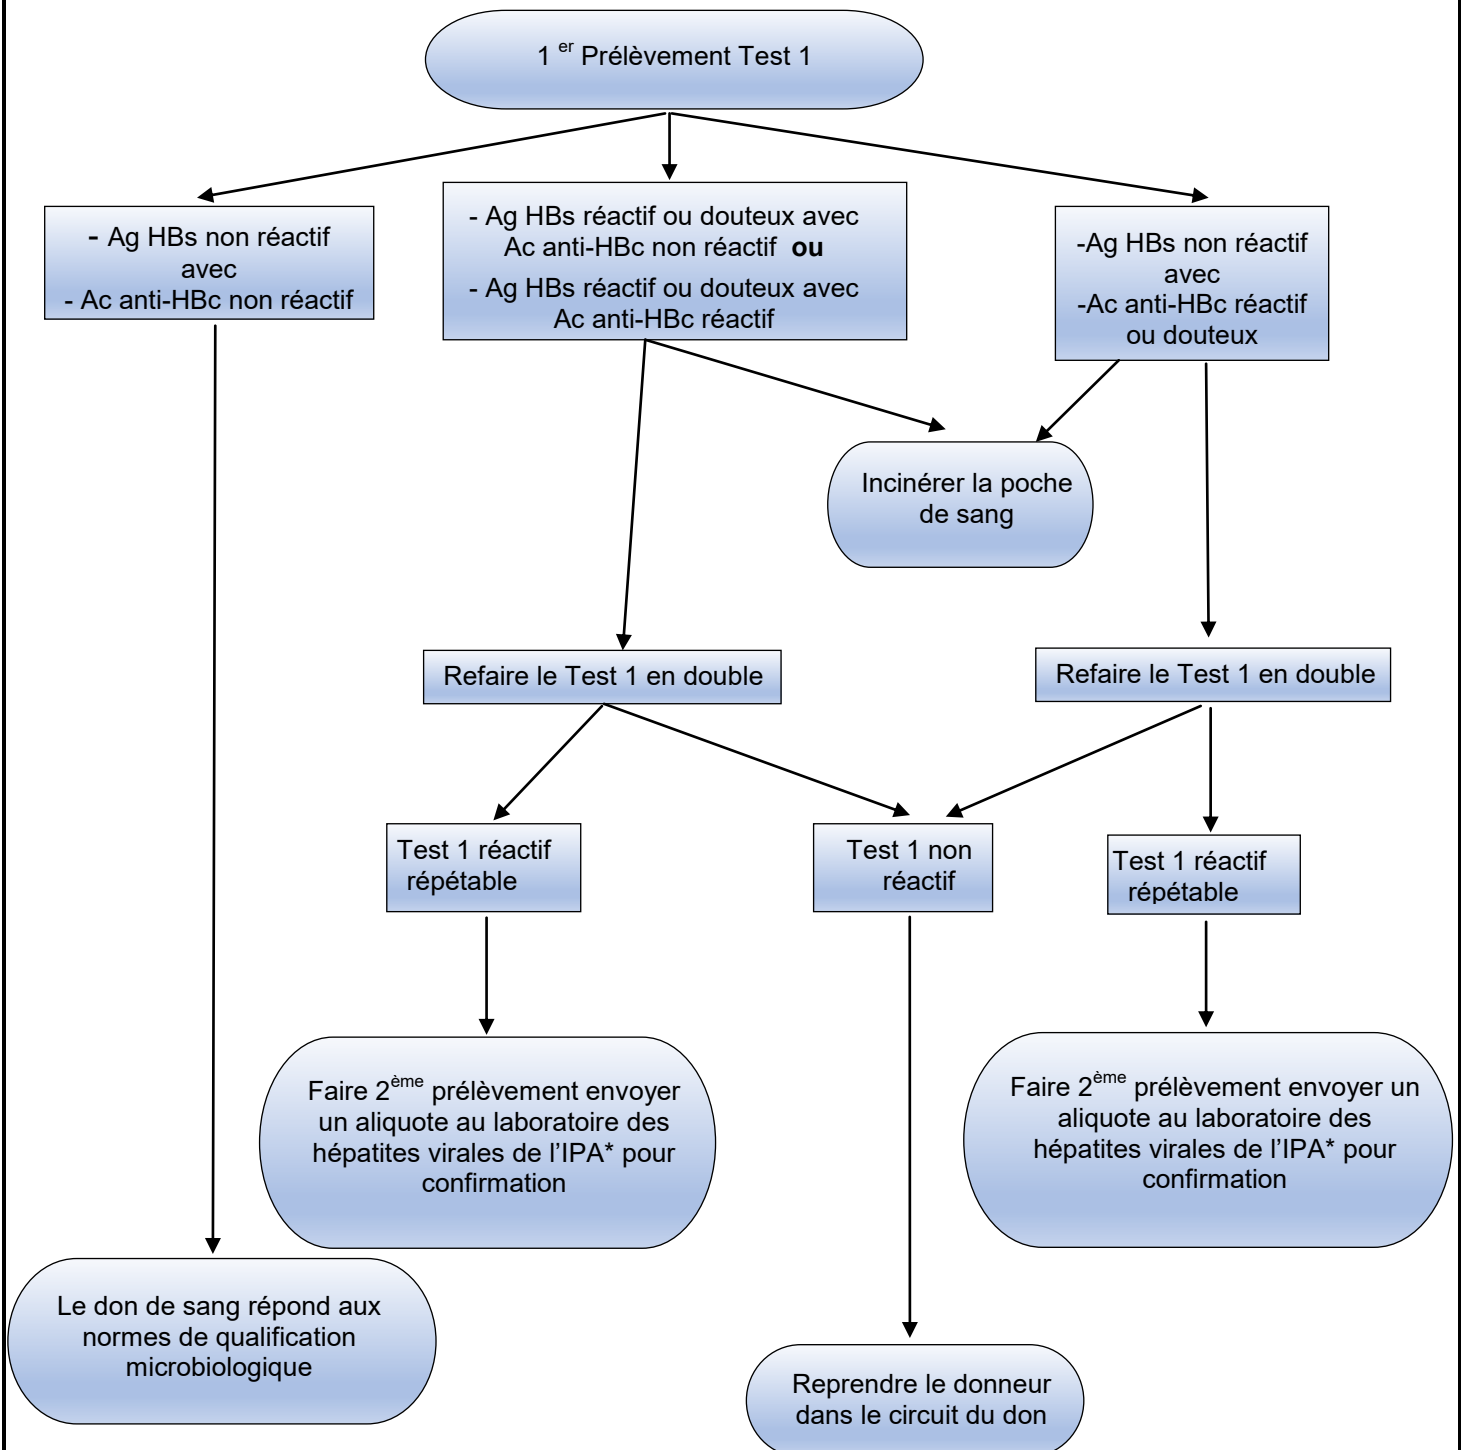 1 er Prélèvement Test 1
- Ag HBs non réactif
avec
- Ac anti-HBc non réactif
- Ag HBs réactif ou douteux avec
Ac anti-HBc non réactif ou
- Ag HBs réactif ou douteux avec
Ac anti-HBc réactif
-Ag HBs non réactif
avec
-Ac anti-HBc réactif
ou douteux
Incinérer la poche
de sang
Refaire le Test 1 en double
Refaire le Test 1 en double
Test 1 réactif
répétable
Test 1 non
réactif
Test 1 réactif
répétable
Faire 2ème prélèvement envoyer
un aliquote au laboratoire des
hépatites virales de l’IPA* pour
confirmation
Faire 2ème prélèvement envoyer un
aliquote au laboratoire des
hépatites virales de l’IPA* pour
confirmation
Le don de sang répond aux
normes de qualification
microbiologique
Reprendre le donneur
dans le circuit du don